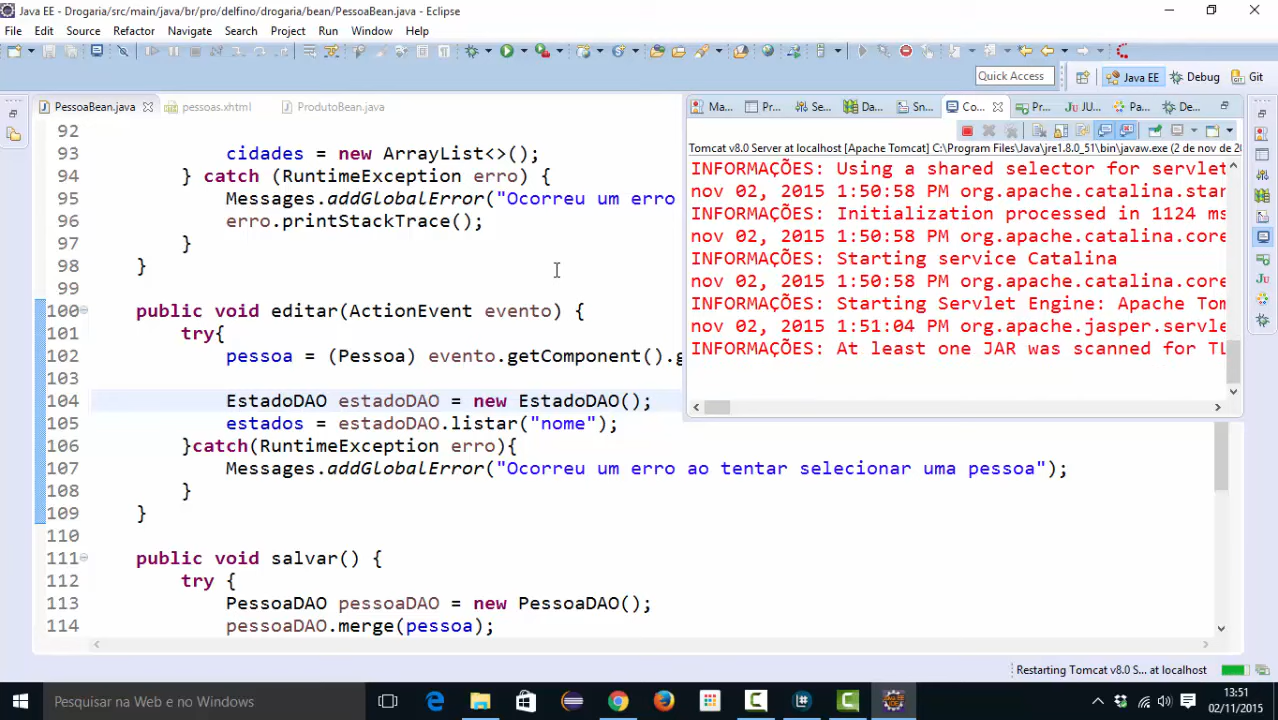 Java EE - Drogaria/src/main/java/br/pro/delfino/drogaria/bean/PessoaBean.java - Eclipse
File Edit Source Refactor Navigate Search Project Run Window Help
Quick Access
Java EE
Debug
Git
PessoaBean.java
pessoas.xhtml
ProdutoBean.java
92
93 cidades = new ArrayList<>();
94 } catch (RuntimeException erro) {
95 Messages.addGlobalError("Ocorreu um erro
96 erro.printStackTrace();
97 }
98 }
99
100 public void editar(ActionEvent evento) {
101 try{
102 pessoa = (Pessoa) evento.getComponent().g
103
104 EstadoDAO estadoDAO = new EstadoDAO();
105 estados = estadoDAO.listar("nome");
106 }catch(RuntimeException erro){
107 Messages.addGlobalError("Ocorreu um erro ao tentar selecionar uma pessoa");
108 }
109 }
110
111 public void salvar() {
112 try {
113 PessoaDAO pessoaDAO = new PessoaDAO();
114 pessoaDAO.merge(pessoa);
Ma... Pr... Se... Da... Sn... Co... Pr... JU... Pa... De...
Tomcat v8.0 Server at localhost [Apache Tomcat] C:\Program Files\Java\jre1.8.0_51\bin\javaw.exe (2 de nov de 20
INFORMAÇÕES: Using a shared selector for servlet
nov 02, 2015 1:50:58 PM org.apache.catalina.star
INFORMAÇÕES: Initialization processed in 1124 ms
nov 02, 2015 1:50:58 PM org.apache.catalina.core
INFORMAÇÕES: Starting service Catalina
nov 02, 2015 1:50:58 PM org.apache.catalina.core
INFORMAÇÕES: Starting Servlet Engine: Apache Tom
nov 02, 2015 1:51:04 PM org.apache.jasper.servle
INFORMAÇÕES: At least one JAR was scanned for TL
Restarting Tomcat v8.0 S... at localhost
Pesquisar na Web e no Windows
13:51
02/11/2015